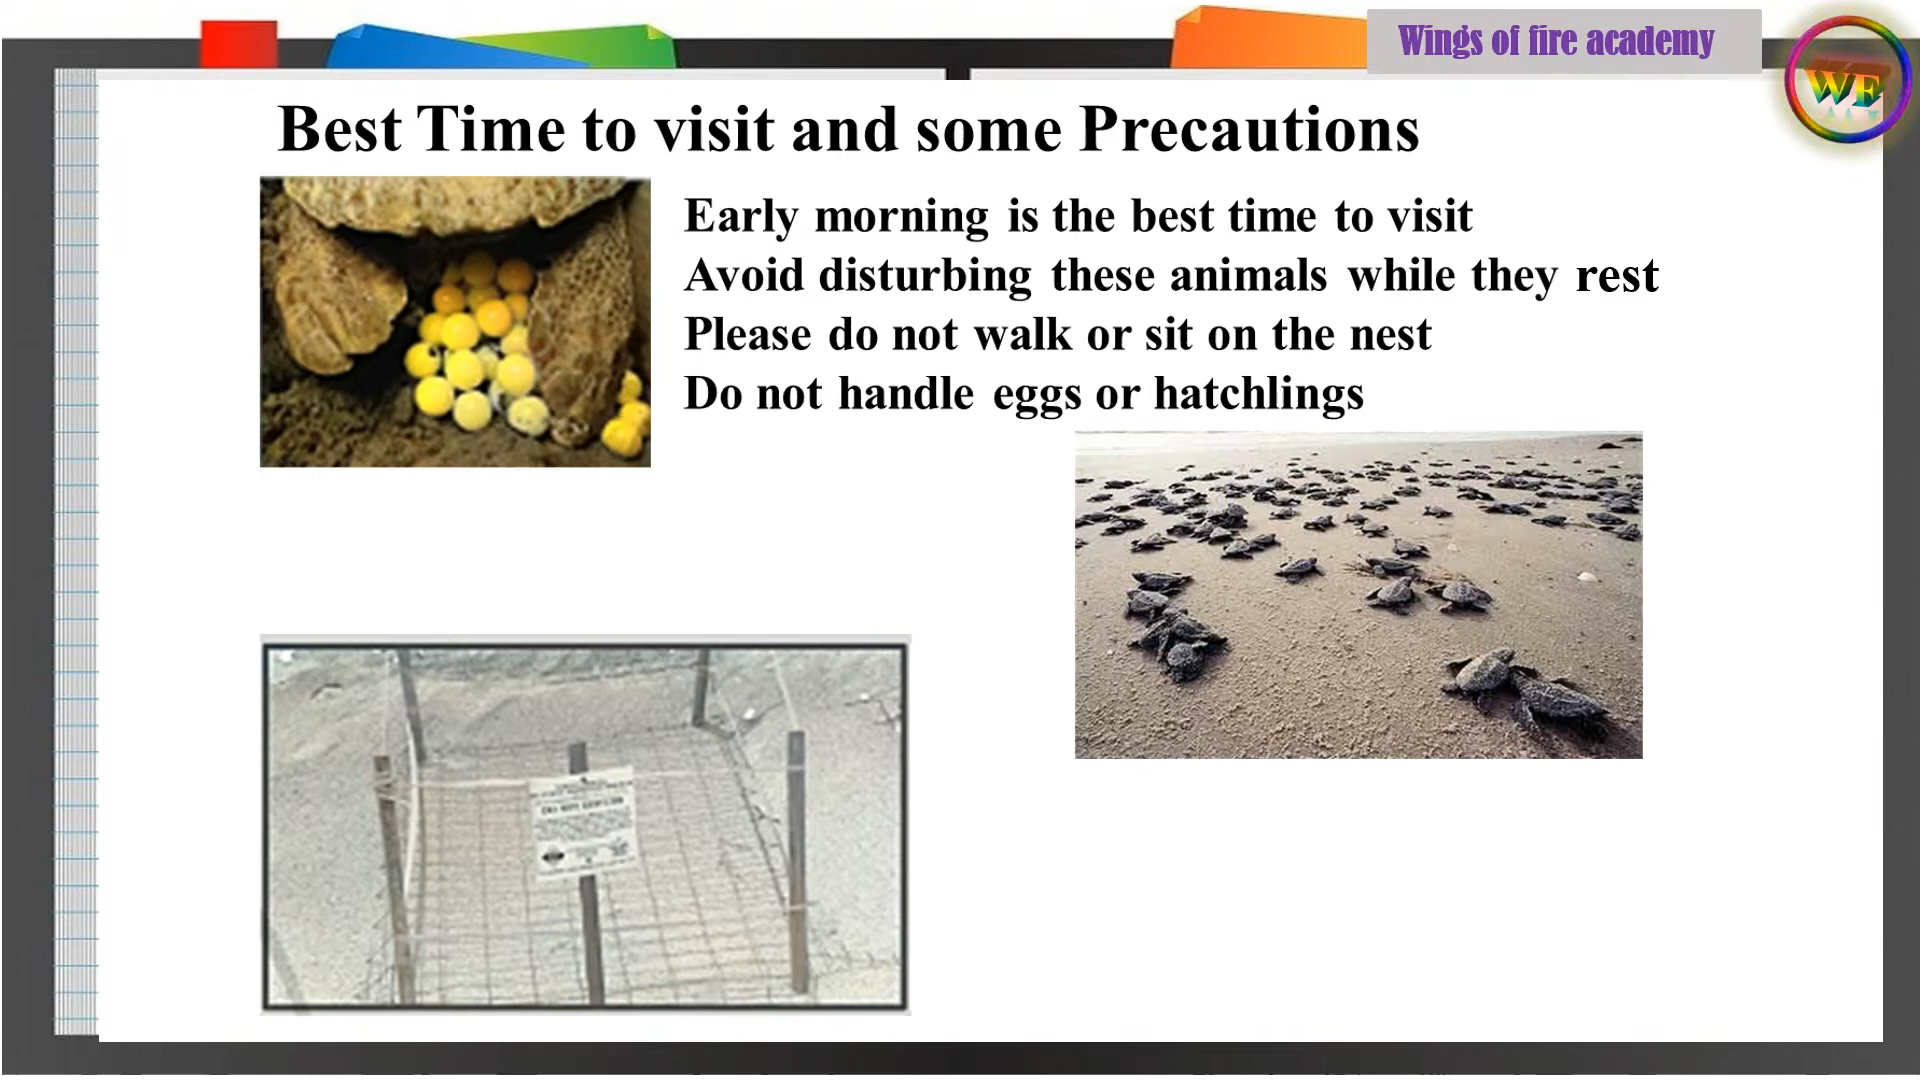 Wings of fire academy
WF
Best Time to visit and some Precautions
Early morning is the best time to visit
Avoid disturbing these animals while they rest
Please do not walk or sit on the nest
Do not handle eggs or hatchlings